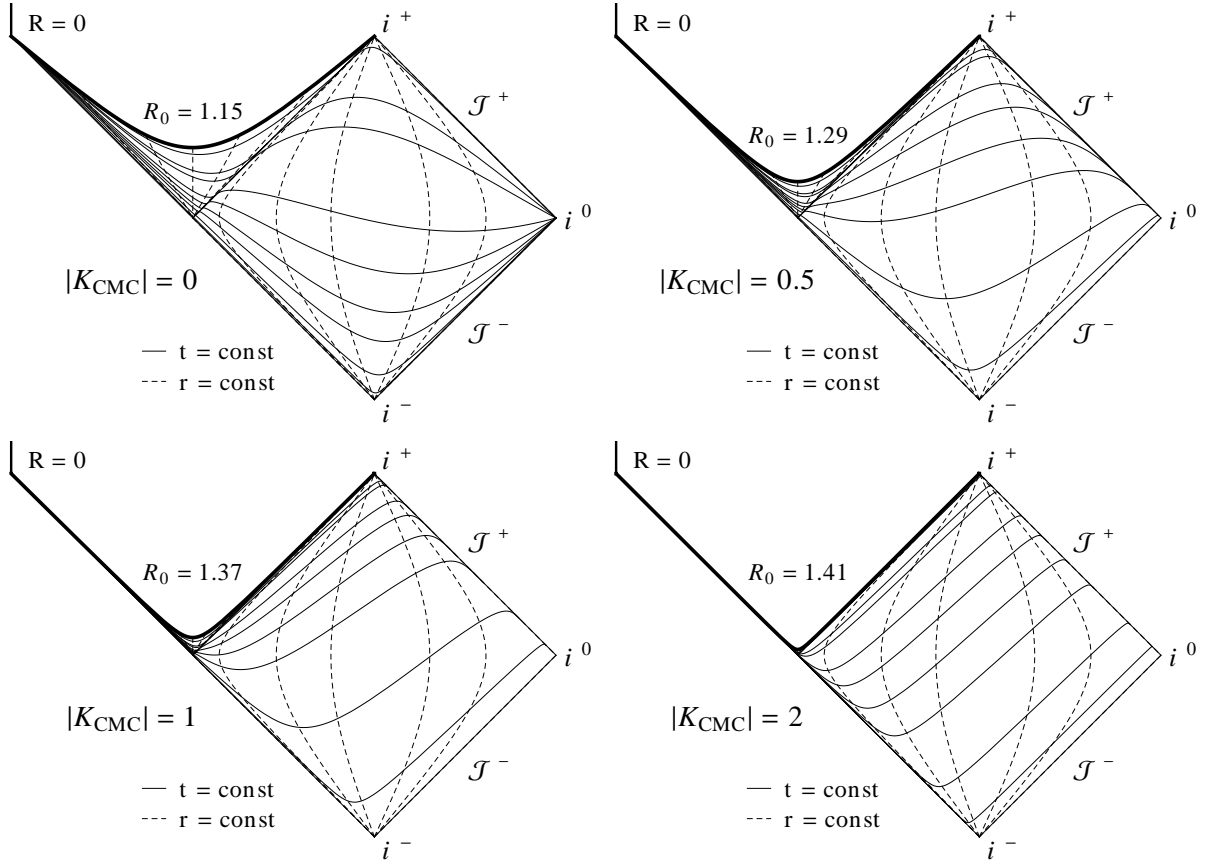 R = 0
i +
R0 = 1.15
𝒥 +
i 0
|KCMC| = 0
𝒥 −
t = const
r = const
i −
R = 0
i +
R0 = 1.29
𝒥 +
i 0
|KCMC| = 0.5
𝒥 −
t = const
r = const
i −
R = 0
i +
R0 = 1.37
𝒥 +
i 0
|KCMC| = 1
𝒥 −
t = const
r = const
i −
R = 0
i +
R0 = 1.41
𝒥 +
i 0
|KCMC| = 2
𝒥 −
t = const
r = const
i −